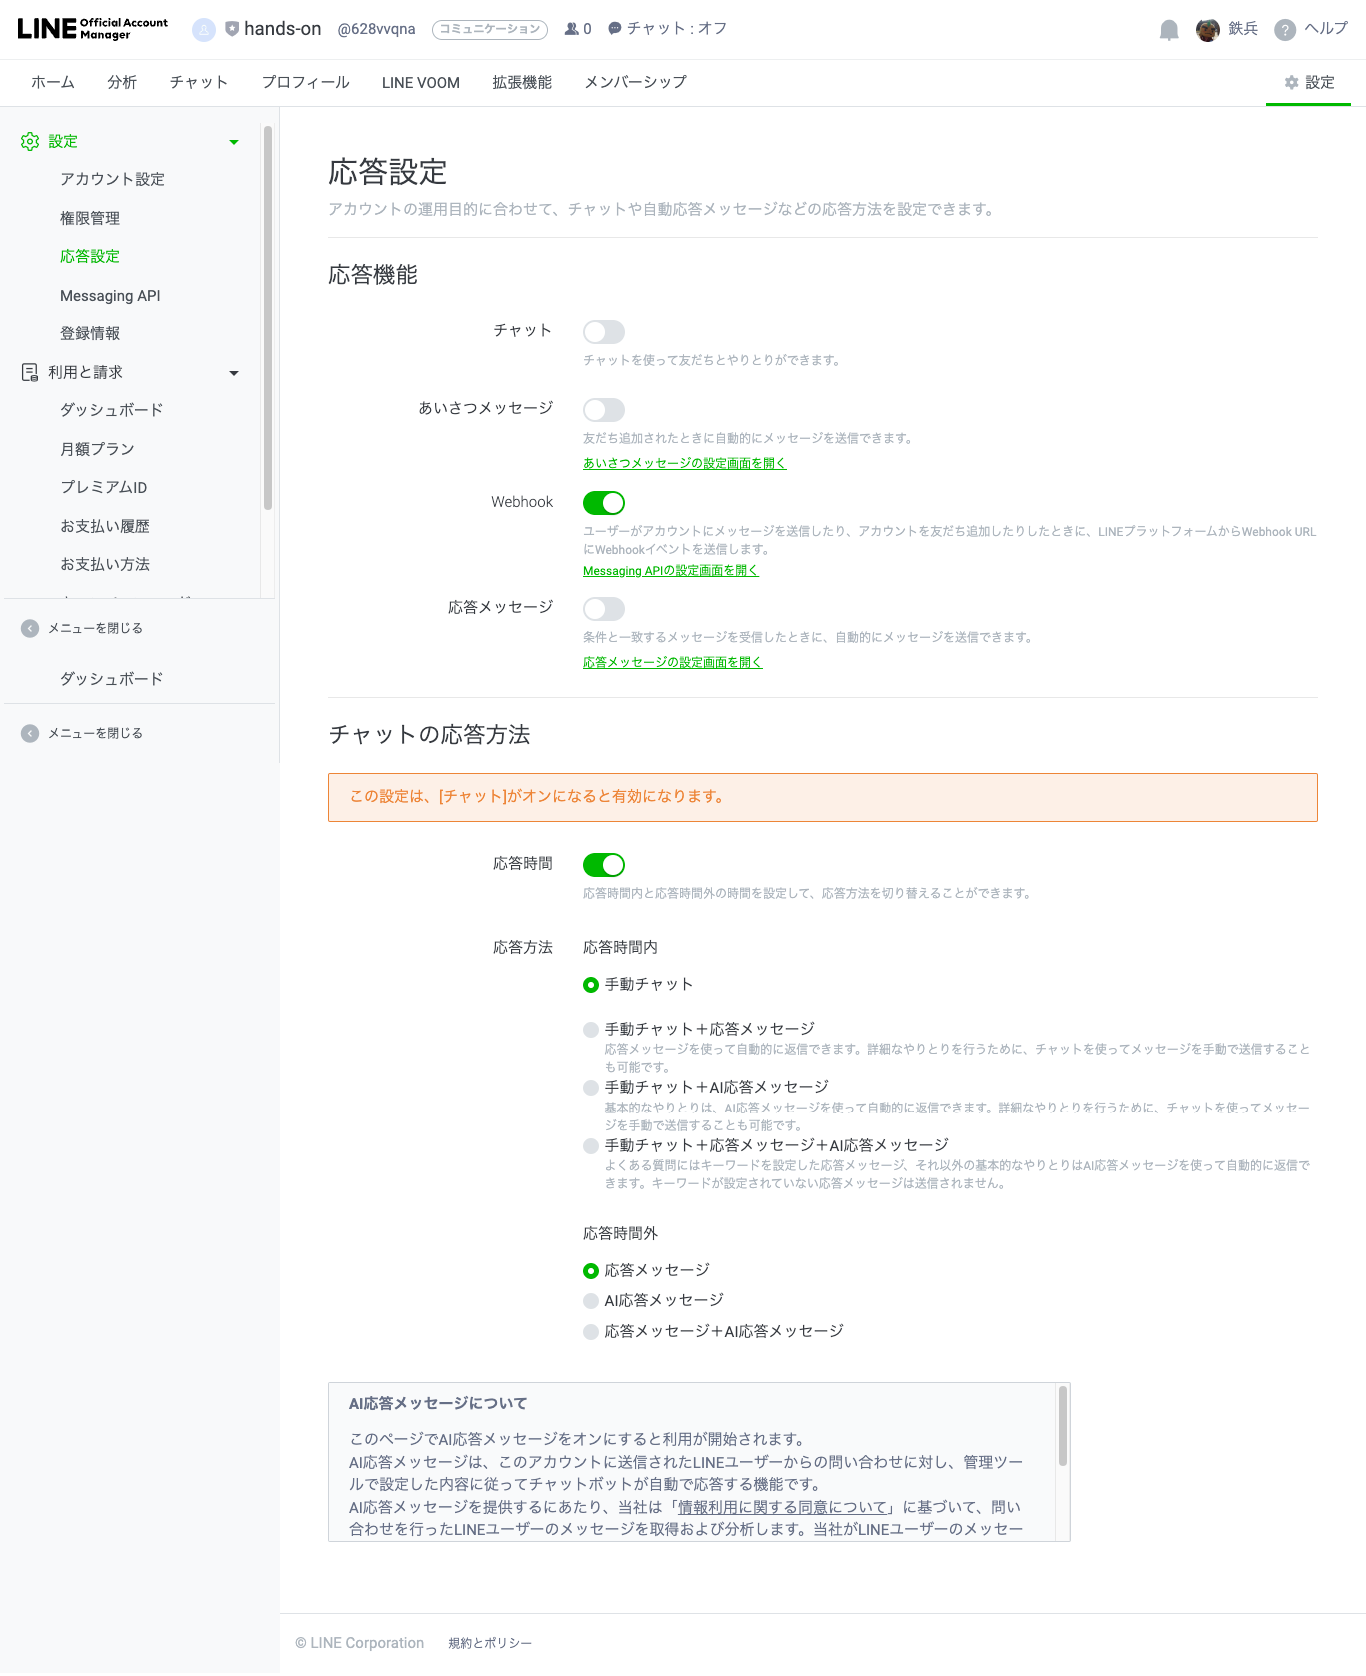 LINE Official Account Manager
hands-on @628vvqna コミュニケーション 0 チャット : オフ
鉄兵 ヘルプ
ホーム 分析 チャット プロフィール LINE VOOM 拡張機能 メンバーシップ 設定
設定
アカウント設定
権限管理
応答設定
Messaging API
登録情報
利用と請求
ダッシュボード
月額プラン
プレミアムID
お支払い履歴
お支払い方法
メニューを閉じる
ダッシュボード
メニューを閉じる
応答設定
アカウントの運用目的に合わせて、チャットや自動応答メッセージなどの応答方法を設定できます。
応答機能
チャット
チャットを使って友だちとやりとりができます。
あいさつメッセージ
友だち追加されたときに自動的にメッセージを送信できます。
あいさつメッセージの設定画面を開く
Webhook
ユーザーがアカウントにメッセージを送信したり、アカウントを友だち追加したりしたときに、LINEプラットフォームからWebhook URL
にWebhookイベントを送信します。
Messaging APIの設定画面を開く
応答メッセージ
条件と一致するメッセージを受信したときに、自動的にメッセージを送信できます。
応答メッセージの設定画面を開く
チャットの応答方法
この設定は、[チャット]がオンになると有効になります。
応答時間
応答時間内と応答時間外の時間を設定して、応答方法を切り替えることができます。
応答方法 応答時間内
手動チャット
手動チャット＋応答メッセージ
応答メッセージを使って自動的に返信できます。詳細なやりとりを行うために、チャットを使ってメッセージを手動で送信すること
も可能です。
手動チャット＋AI応答メッセージ
基本的なやりとりは、AI応答メッセージを使って自動的に返信できます。詳細なやりとりを行うために、チャットを使ってメッセー
ジを手動で送信することも可能です。
手動チャット＋応答メッセージ＋AI応答メッセージ
よくある質問にはキーワードを設定した応答メッセージ、それ以外の基本的なやりとりはAI応答メッセージを使って自動的に返信で
きます。キーワードが設定されていない応答メッセージは送信されません。
応答時間外
応答メッセージ
AI応答メッセージ
応答メッセージ＋AI応答メッセージ
AI応答メッセージについて
このページでAI応答メッセージをオンにすると利用が開始されます。
AI応答メッセージは、このアカウントに送信されたLINEユーザーからの問い合わせに対し、管理ツー
ルで設定した内容に従ってチャットボットが自動で応答する機能です。
AI応答メッセージを提供するにあたり、当社は「情報利用に関する同意について」に基づいて、問い
合わせを行ったLINEユーザーのメッセージを取得および分析します。当社がLINEユーザーのメッセー
© LINE Corporation 規約とポリシー